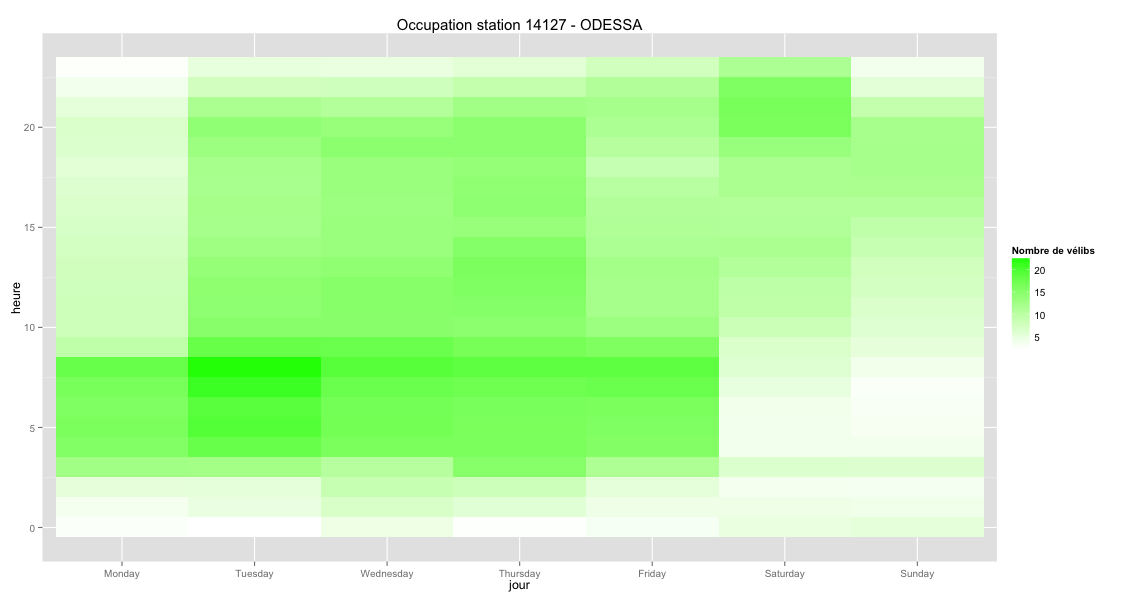 Occupation station 14127 - ODESSA
heure
20
15
10
5
0
Monday Tuesday Wednesday Thursday Friday Saturday Sunday
jour
Nombre de vélibs
20
15
10
5